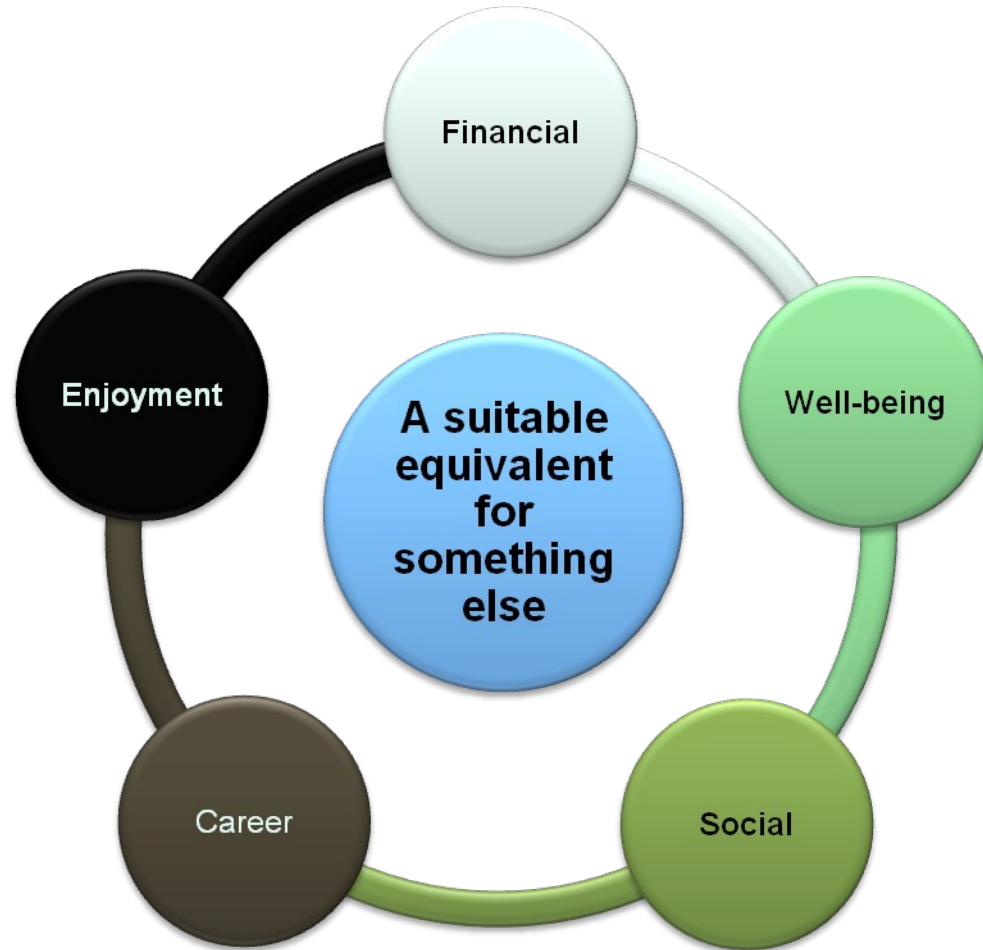 Financial
Well-being
Social
Career
Enjoyment
A suitable
equivalent
for
something
else